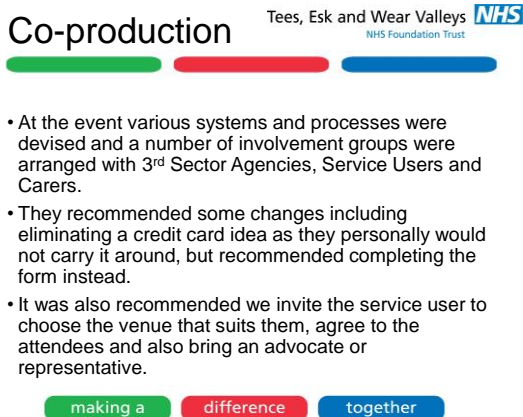 Co-production
Tees, Esk and Wear Valleys NHS
NHS Foundation Trust
• At the event various systems and processes were
devised and a number of involvement groups were
arranged with 3rd Sector Agencies, Service Users and
Carers.
• They recommended some changes including
eliminating a credit card idea as they personally would
not carry it around, but recommended completing the
form instead.
• It was also recommended we invite the service user to
choose the venue that suits them, agree to the
attendees and also bring an advocate or
representative.
making a difference together